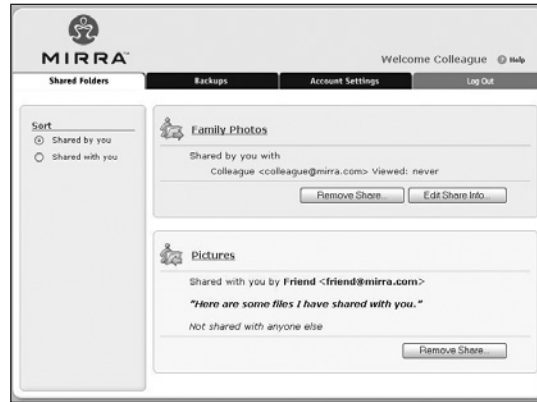 MIRRA™
Welcome Colleague Help
Shared Folders Backups Account Settings Log Out
Sort
Shared by you
Shared with you
Family Photos
Shared by you with
Colleague <colleague@mirra.com> Viewed: never
Remove Share... Edit Share Info...
Pictures
Shared with you by Friend <friend@mirra.com>
"Here are some files I have shared with you."
Not shared with anyone else
Remove Share...